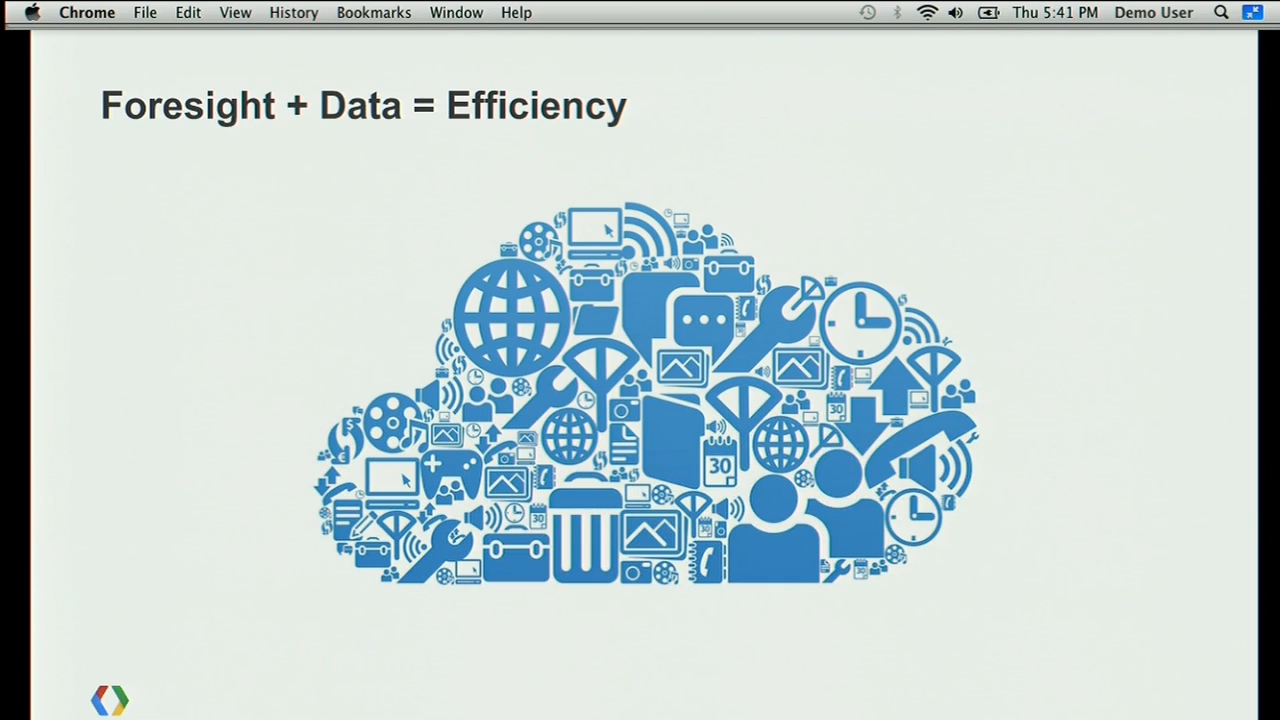 Chrome File Edit View History Bookmarks Window Help Thu 5:41 PM Demo User
Foresight + Data = Efficiency
30
30